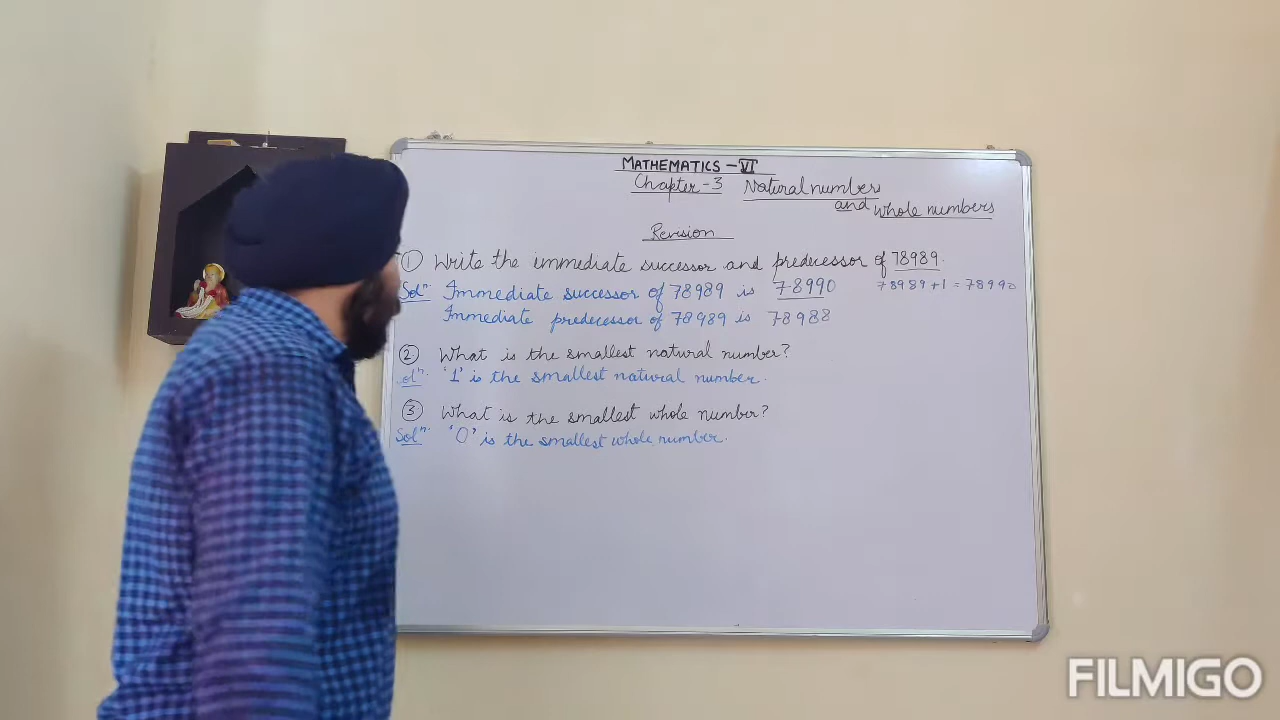 MATHEMATICS - VI
Chapter - 3 Natural numbers
and whole numbers
Revision
① Write the immediate successor and predecessor of 78989.
Solⁿ. Immediate successor of 78989 is 78990 78989+1 = 78990
Immediate predecessor of 78989 is 78988
② What is the smallest natural number?
Solⁿ. '1' is the smallest natural number.
③ What is the smallest whole number?
Solⁿ. '0' is the smallest whole number.
FILMIGO